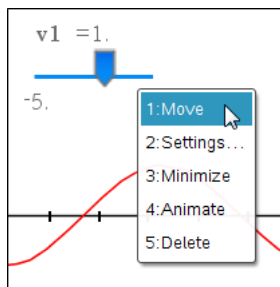 v1 =1.
-5.
1:Move
2:Settings...
3:Minimize
4:Animate
5:Delete